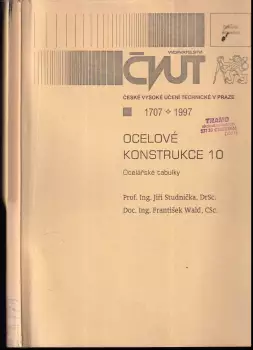 VYDAVATELSTVÍ
ČVUT
ČESKÉ VYSOKÉ UČENÍ TECHNICKÉ V PRAZE
1707 1997
OCELOVÉ
KONSTRUKCE 10
Ocelářské tabulky
Prof. Ing. Jiří Studnička, DrSc.
Doc. Ing. František Wald, CSc.